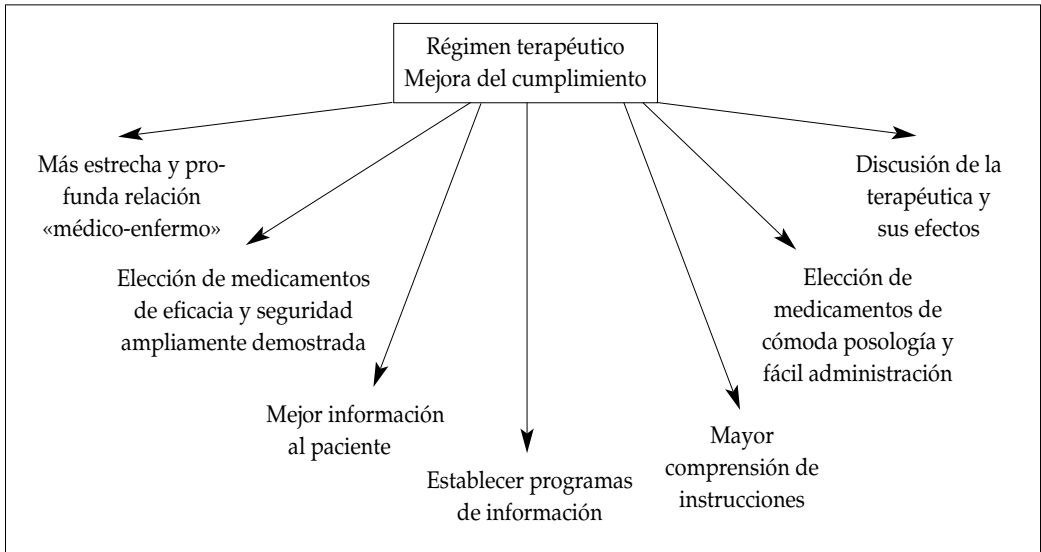 Régimen terapéutico
Mejora del cumplimiento
Más estrecha y pro-
funda relación
«médico-enfermo»
Elección de medicamentos
de eficacia y seguridad
ampliamente demostrada
Mejor información
al paciente
Establecer programas
de información
Mayor
comprensión de
instrucciones
Elección de
medicamentos de
cómoda posología y
fácil administración
Discusión de la
terapéutica y
sus efectos